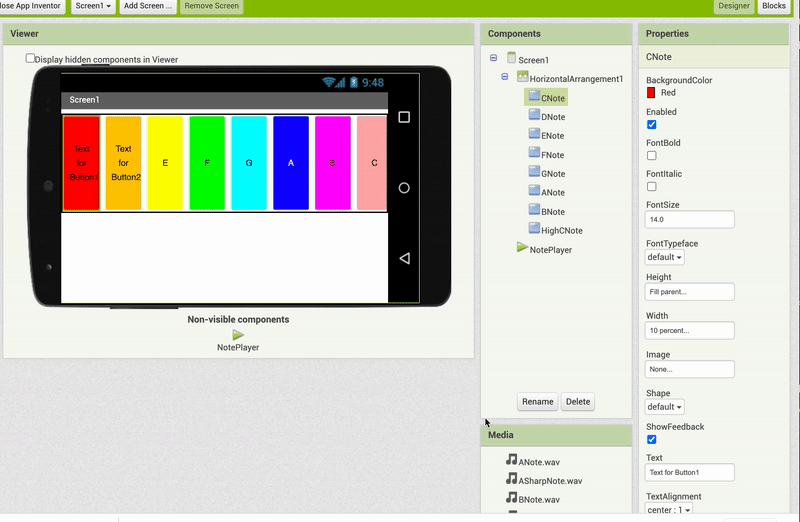 lose App Inventor
Screen1
Add Screen ...
Remove Screen
Designer
Blocks
Viewer
Display hidden components in Viewer
9:48
Screen1
Text for Button1
Text for Button2
E
F
G
A
B
C
Non-visible components
NotePlayer
Components
Screen1
HorizontalArrangement1
CNote
DNote
ENote
FNote
GNote
ANote
BNote
HighCNote
NotePlayer
Rename
Delete
Media
ANote.wav
ASharpNote.wav
BNote.wav
Properties
CNote
BackgroundColor
Red
Enabled
FontBold
FontItalic
FontSize
14.0
FontTypeface
default
Height
Fill parent...
Width
10 percent...
Image
None...
Shape
default
ShowFeedback
Text
Text for Button1
TextAlignment
center : 1